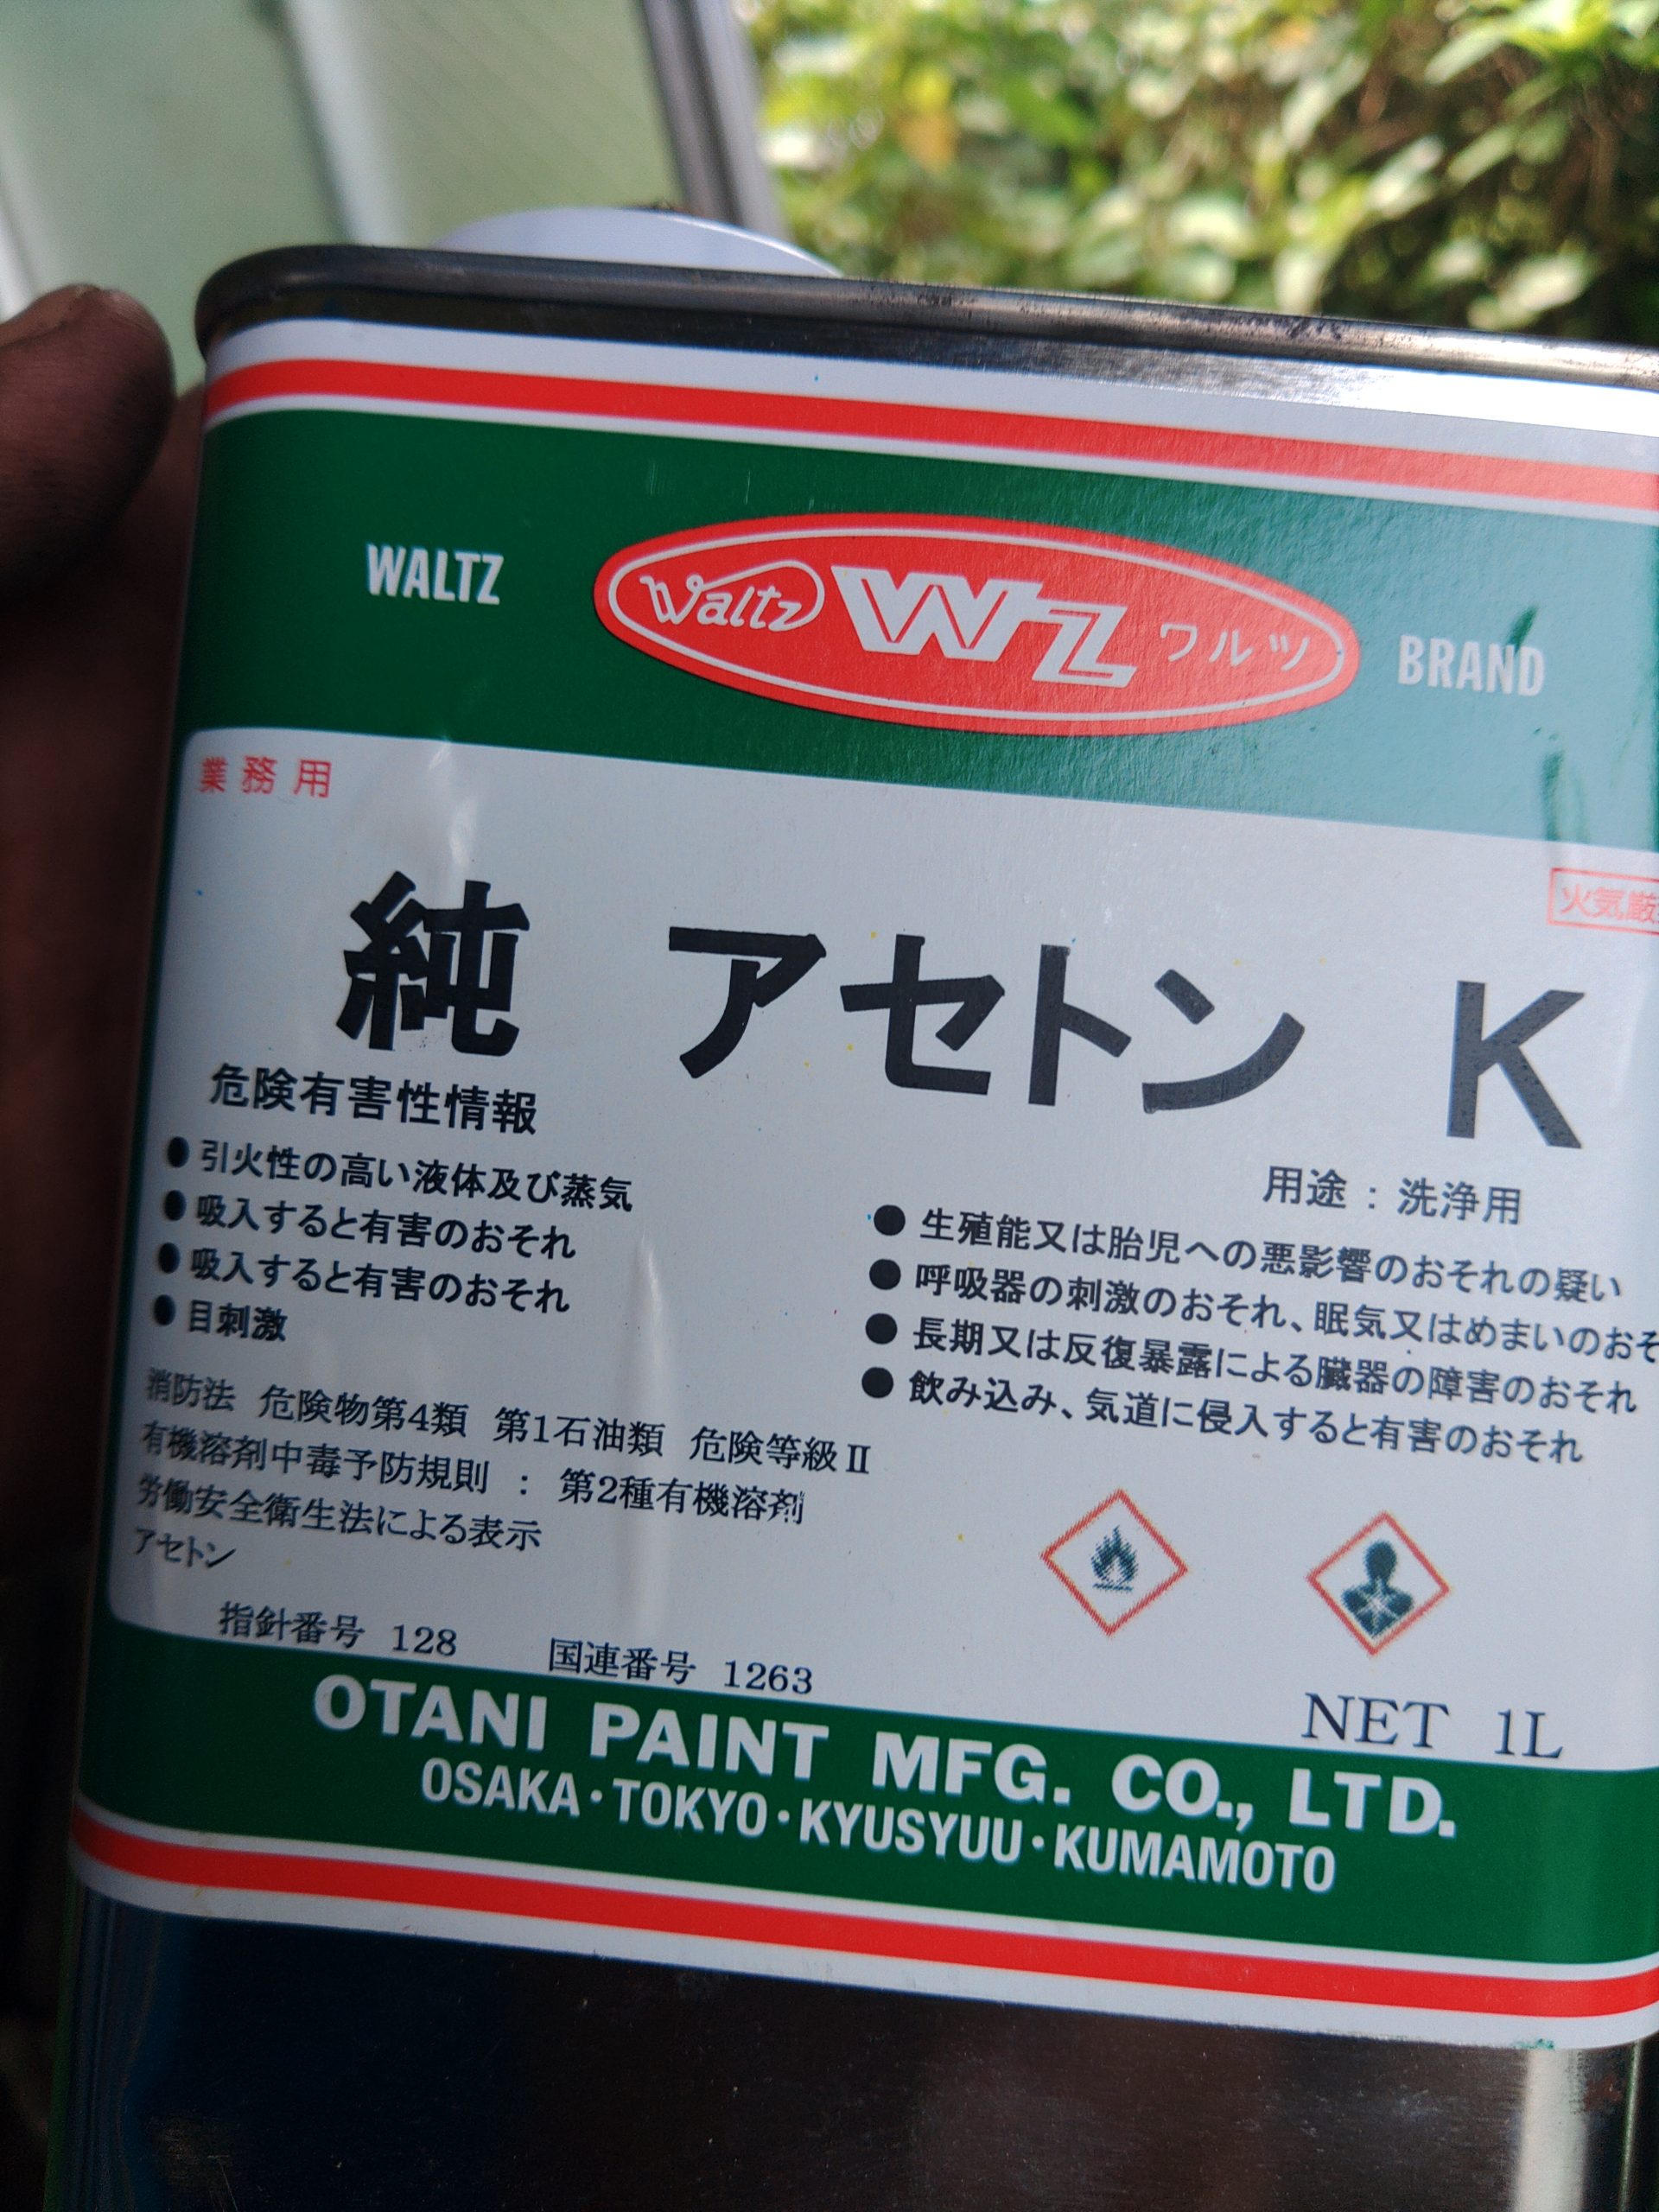 WALTZ
Waltz WZ ワルツ
BRAND
業務用
火気厳
純 アセトン K
危険有害性情報
用途：洗浄用
●引火性の高い液体及び蒸気
●吸入すると有害のおそれ
●吸入すると有害のおそれ
●目刺激
●生殖能又は胎児への悪影響のおそれの疑い
●呼吸器の刺激のおそれ、眠気又はめまいのおそ
●長期又は反復暴露による臓器の障害のおそれ
●飲み込み、気道に侵入すると有害のおそれ
消防法 危険物第4類 第1石油類 危険等級Ⅱ
有機溶剤中毒予防規則 ： 第2種有機溶剤
労働安全衛生法による表示
アセトン
指針番号 128 国連番号 1263
NET 1L
OTANI PAINT MFG. CO., LTD.
OSAKA・TOKYO・KYUSYUU・KUMAMOTO